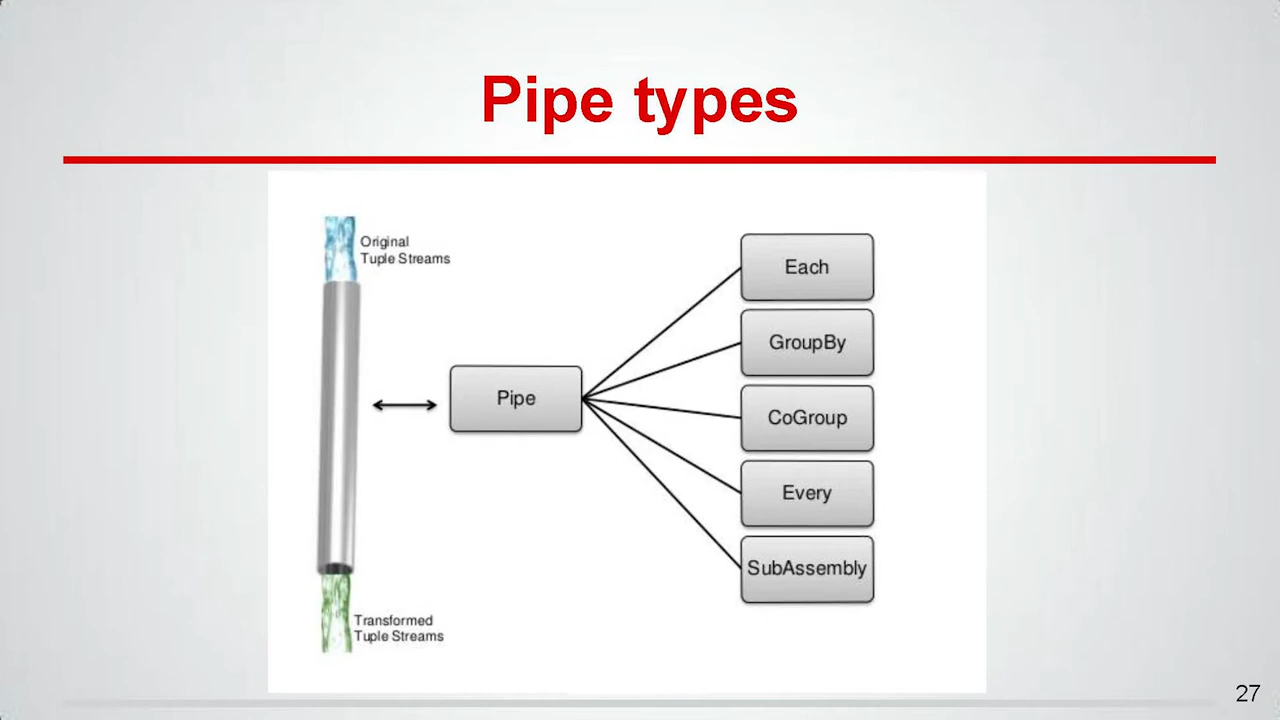 Pipe types
Original
Tuple Streams
Each
GroupBy
Pipe
CoGroup
Every
SubAssembly
Transformed
Tuple Streams
27